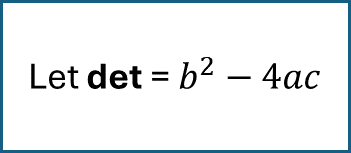 Let det = b² − 4ac